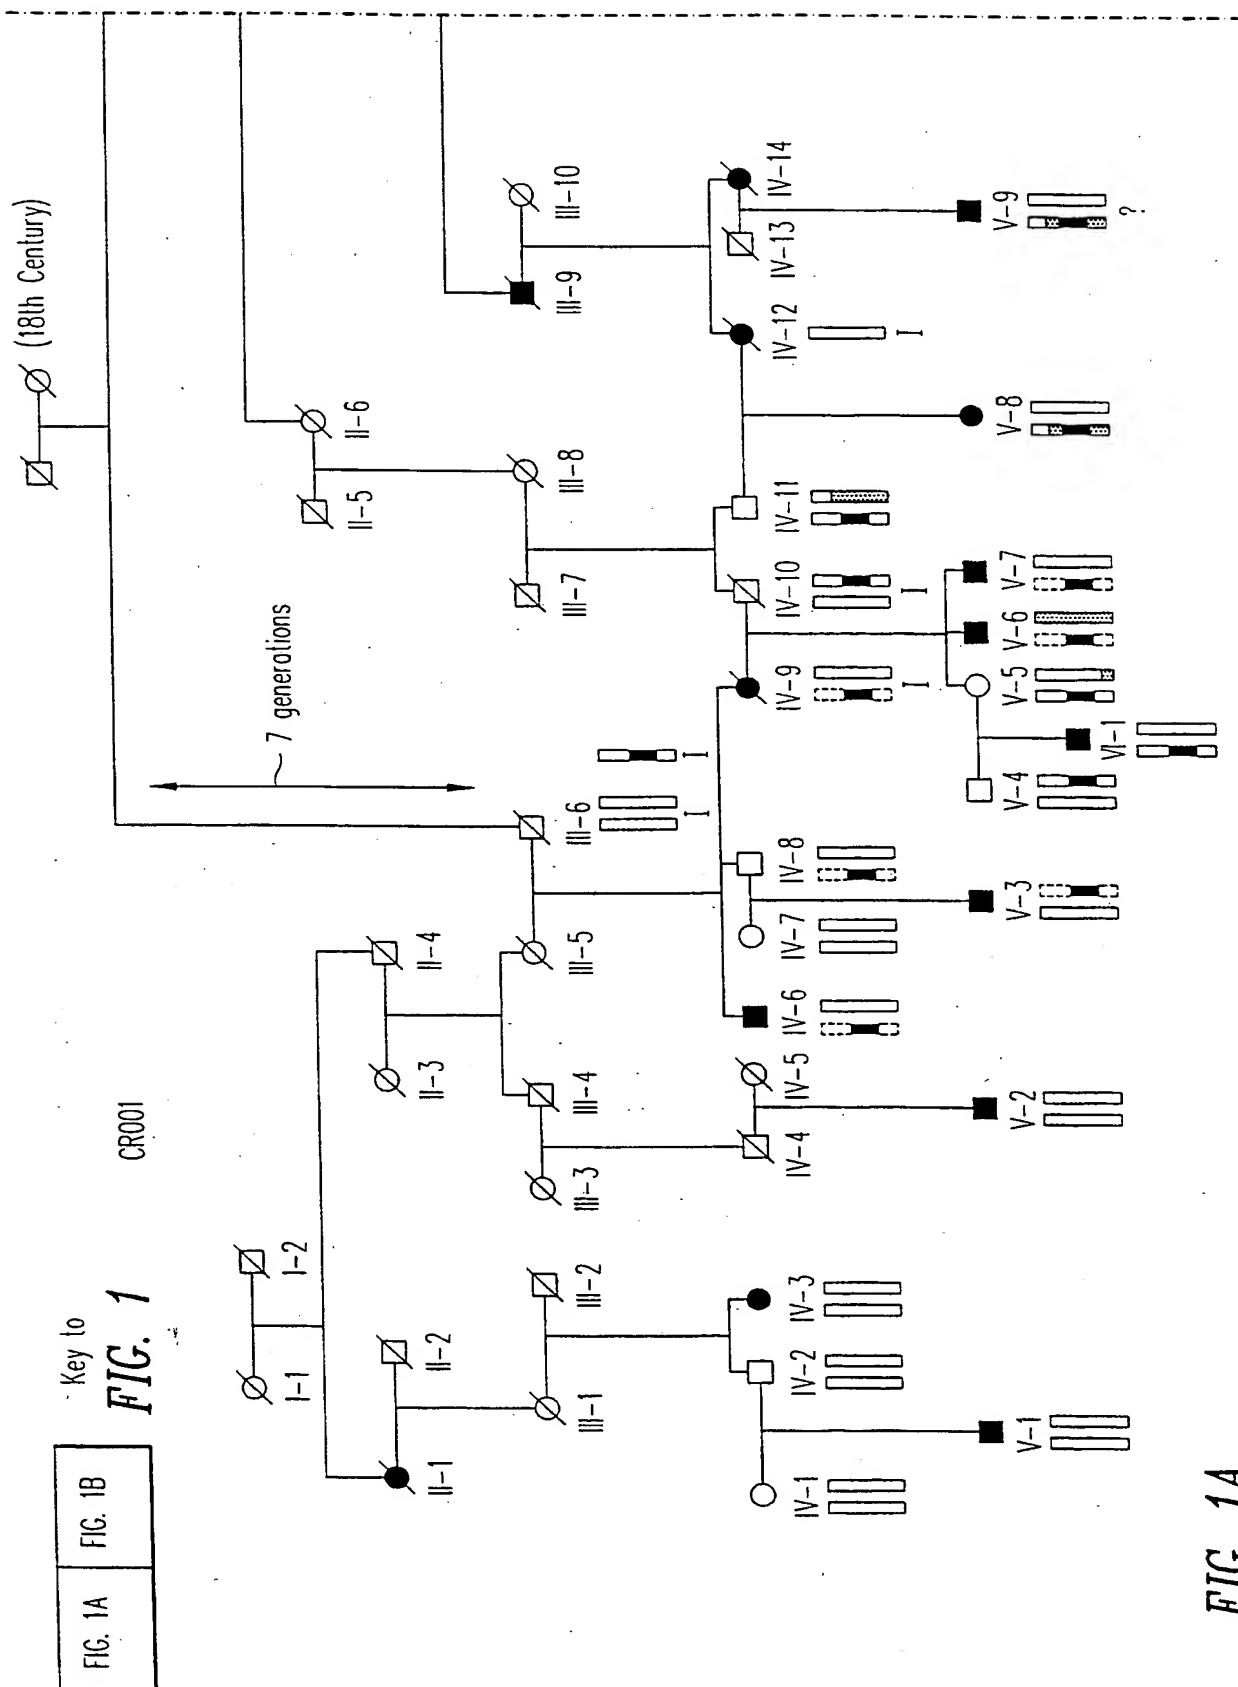 FIG. 1A
FIG. 1B
Key to
FIG. 1
CR001
(18th Century)
7 generations
I-1
I-2
II-1
II-2
II-3
II-4
II-5
II-6
III-1
III-2
III-3
III-4
III-5
III-6
I
I
III-7
III-8
III-9
III-10
IV-1
IV-2
IV-3
IV-4
IV-5
IV-6
IV-7
IV-8
IV-9
I
IV-10
I
IV-11
IV-12
I
IV-13
IV-14
V-1
V-2
V-3
V-4
VI-1
V-5
V-6
V-7
V-8
V-9
?
FIG. 1A